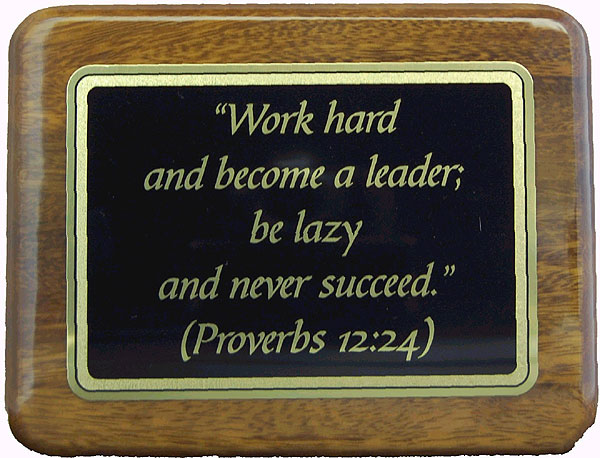 “Work hard
and become a leader;
be lazy
and never succeed.”
(Proverbs 12:24)